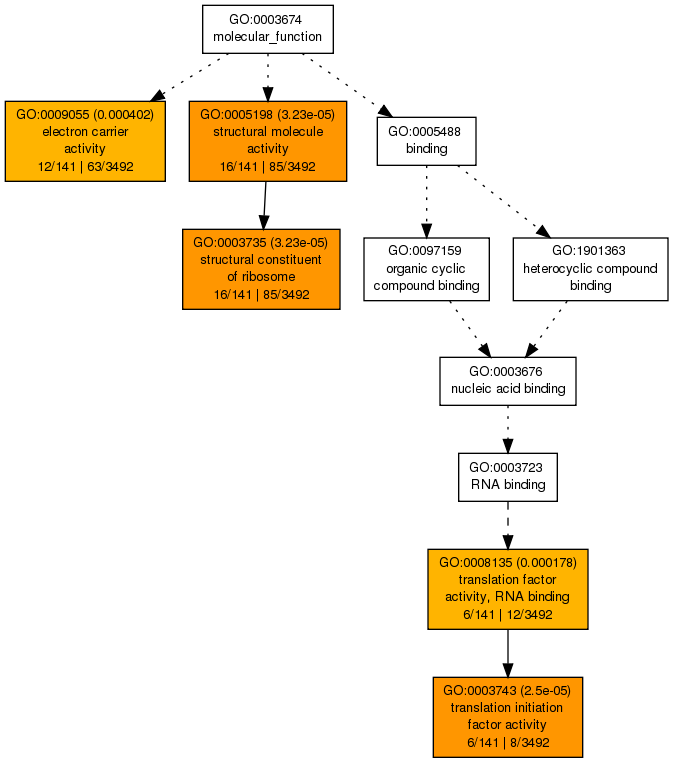 GO:0003674
molecular_function
GO:0009055 (0.000402)
electron carrier
activity
12/141 | 63/3492
GO:0005198 (3.23e-05)
structural molecule
activity
16/141 | 85/3492
GO:0005488
binding
GO:0003735 (3.23e-05)
structural constituent
of ribosome
16/141 | 85/3492
GO:0097159
organic cyclic
compound binding
GO:1901363
heterocyclic compound
binding
GO:0003676
nucleic acid binding
GO:0003723
RNA binding
GO:0008135 (0.000178)
translation factor
activity, RNA binding
6/141 | 12/3492
GO:0003743 (2.5e-05)
translation initiation
factor activity
6/141 | 8/3492